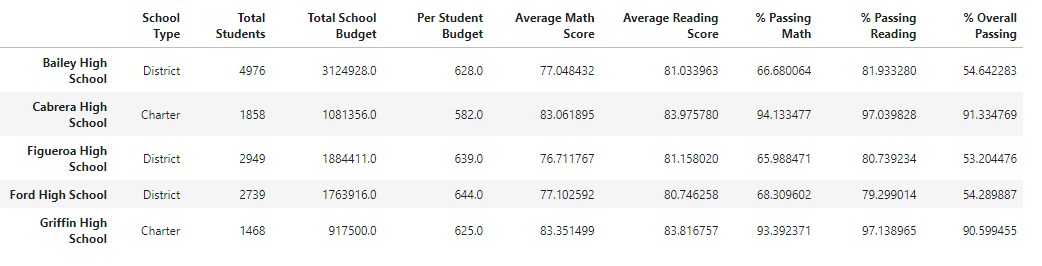 School Type Total Students Total School Budget Per Student Budget Average Math Score Average Reading Score % Passing Math % Passing Reading % Overall Passing
Bailey High School District 4976 3124928.0 628.0 77.048432 81.033963 66.680064 81.933280 54.642283
Cabrera High School Charter 1858 1081356.0 582.0 83.061895 83.975780 94.133477 97.039828 91.334769
Figueroa High School District 2949 1884411.0 639.0 76.711767 81.158020 65.988471 80.739234 53.204476
Ford High School District 2739 1763916.0 644.0 77.102592 80.746258 68.309602 79.299014 54.289887
Griffin High School Charter 1468 917500.0 625.0 83.351499 83.816757 93.392371 97.138965 90.599455